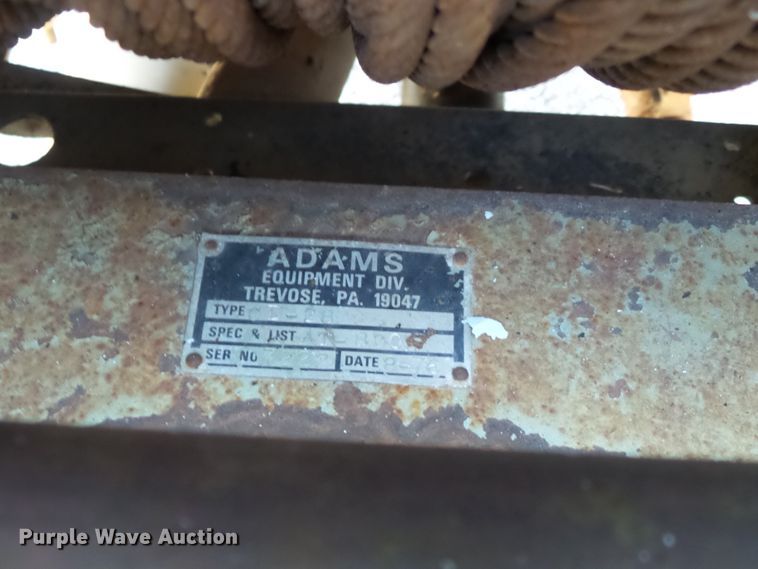 ADAMS
EQUIPMENT DIV.
TREVOSE, PA. 19047
TYPE
SPEC & LIST
SER NO DATE
Purple Wave Auction